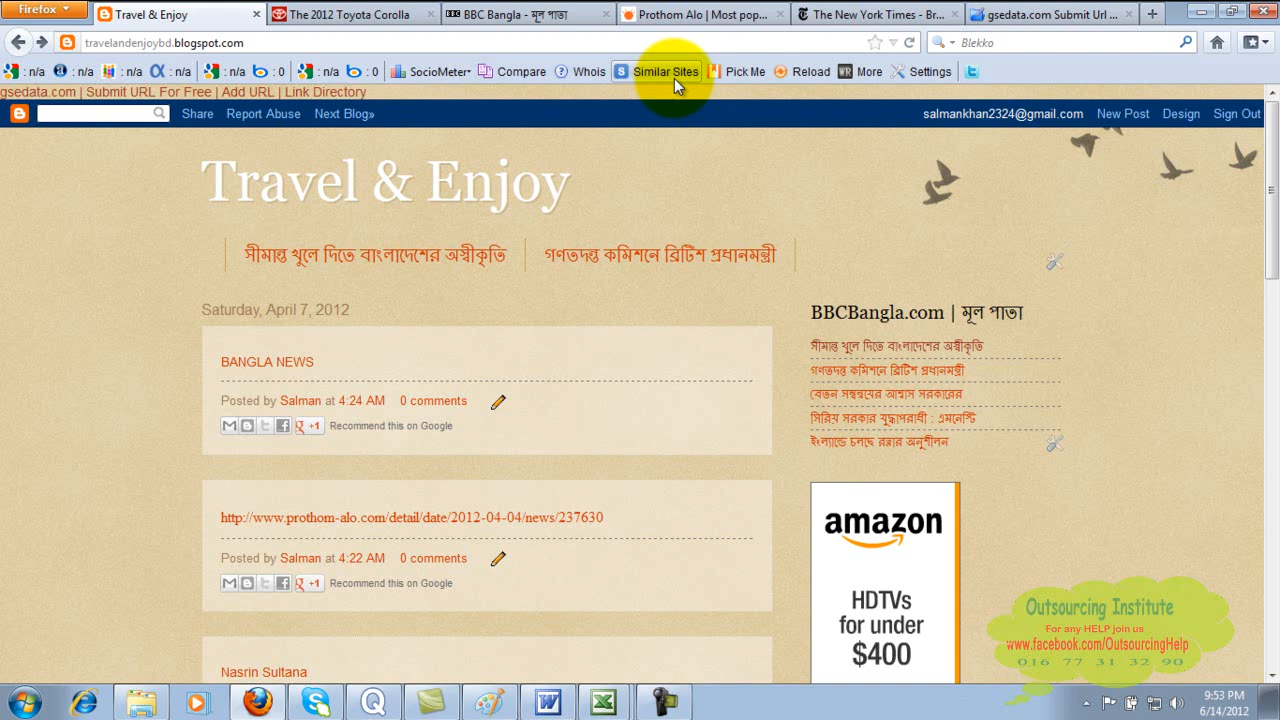 Firefox
Travel & Enjoy
The 2012 Toyota Corolla
BBC Bangla - মূল পাতা
Prothom Alo | Most pop...
The New York Times - Br...
gsedata.com Submit Url ...
travelandenjoybd.blogspot.com
Blekko
: n/a : n/a : n/a : n/a : n/a : 0 : n/a : 0 SocioMeter Compare Whois Similar Sites Pick Me Reload More Settings
gsedata.com | Submit URL For Free | Add URL | Link Directory
Share Report Abuse Next Blog» salmankhan2324@gmail.com New Post Design Sign Out
Travel & Enjoy
সীমান্ত খুলে দিতে বাংলাদেশের অস্বীকৃতি
গণতদন্ত কমিশনে ব্রিটিশ প্রধানমন্ত্রী
Saturday, April 7, 2012
BANGLA NEWS
Posted by Salman at 4:24 AM 0 comments
+1 Recommend this on Google
http://www.prothom-alo.com/detail/date/2012-04-04/news/237630
Posted by Salman at 4:22 AM 0 comments
+1 Recommend this on Google
Nasrin Sultana
BBCBangla.com | মূল পাতা
সীমান্ত খুলে দিতে বাংলাদেশের অস্বীকৃতি
গণতদন্ত কমিশনে ব্রিটিশ প্রধানমন্ত্রী
বেতন সন্বন্বয়ের আশ্বাস সরকারের
সিরিয় সরকার যুদ্ধাপরাধী : এমনেস্টি
ইংল্যান্ডে চলছে রান্নার অনুশীলন
amazon
HDTVs
for under
$400
Outsourcing Institute
For any HELP join us
www.facebook.com/OutsourcingHelp
016 77 31 32 90
9:53 PM
6/14/2012